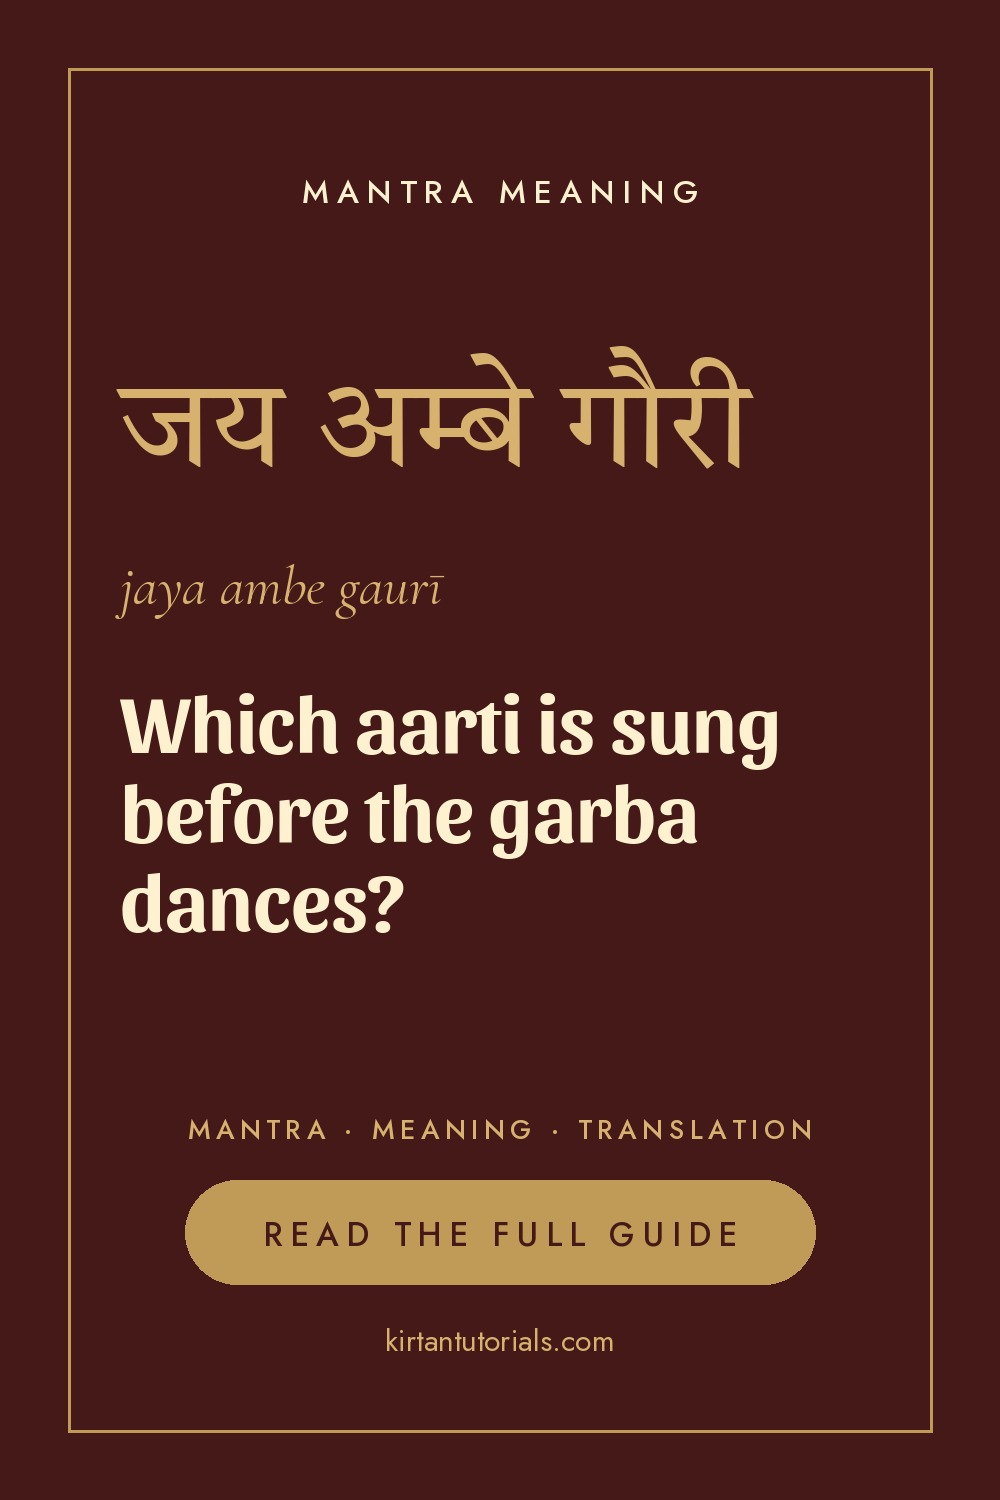 MANTRA MEANING
जय अम्बे गौरी
jaya ambe gaurī
Which aarti is sung
before the garba
dances?
MANTRA · MEANING · TRANSLATION
READ THE FULL GUIDE
kirtantutorials.com